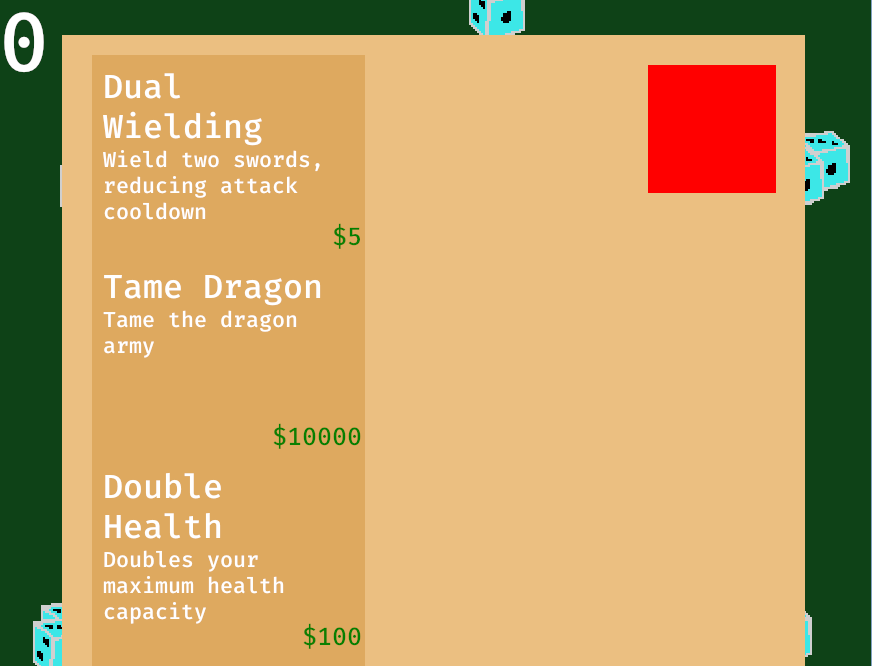 0
Dual
Wielding
Wield two swords,
reducing attack
cooldown
$5
Tame Dragon
Tame the dragon
army
$10000
Double
Health
Doubles your
maximum health
capacity
$100